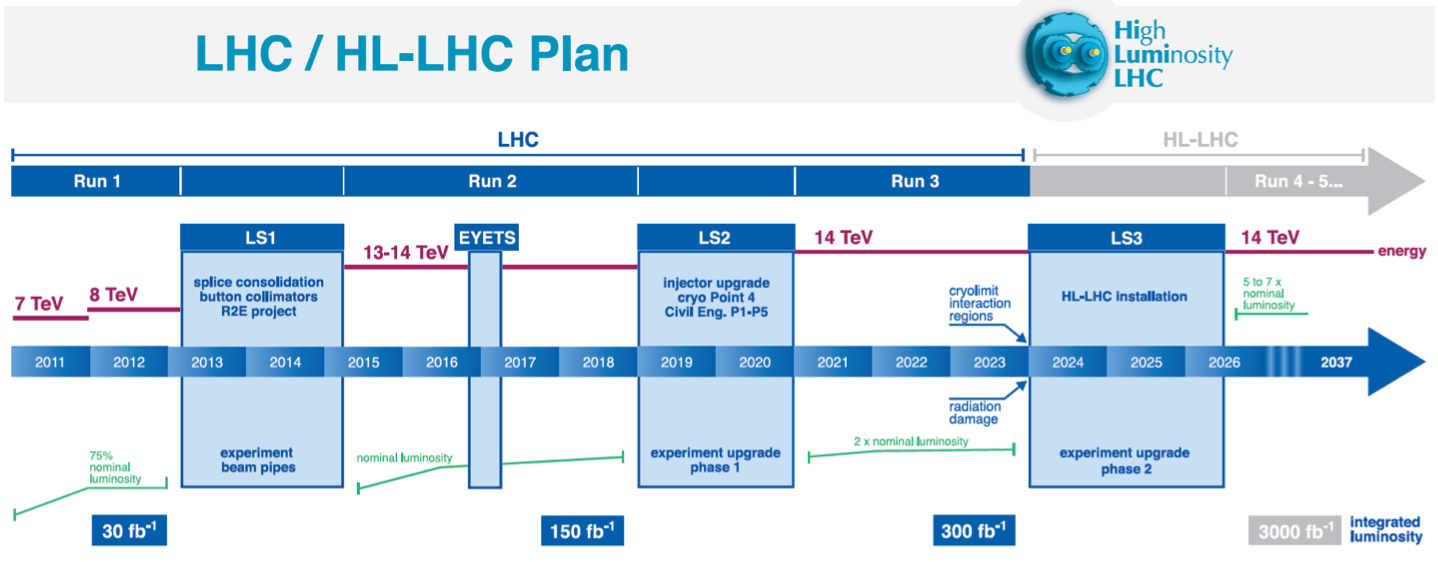 LHC / HL-LHC Plan
High
Luminosity
LHC
LHC
HL-LHC
Run 1
Run 2
Run 3
Run 4 - 5...
LS1
EYETS
LS2
14 TeV
LS3
14 TeV
energy
13-14 TeV
7 TeV
8 TeV
splice consolidation
button collimators
R2E project
injector upgrade
cryo Point 4
Civil Eng. P1-P5
cryolimit
interaction
regions
HL-LHC installation
5 to 7 x
nominal
luminosity
2011
2012
2013
2014
2015
2016
2017
2018
2019
2020
2021
2022
2023
2024
2025
2026
2037
radiation
damage
75%
nominal
luminosity
experiment
beam pipes
nominal luminosity
experiment upgrade
phase 1
2 x nominal luminosity
experiment upgrade
phase 2
30 fb⁻¹
150 fb⁻¹
300 fb⁻¹
3000 fb⁻¹
integrated
luminosity